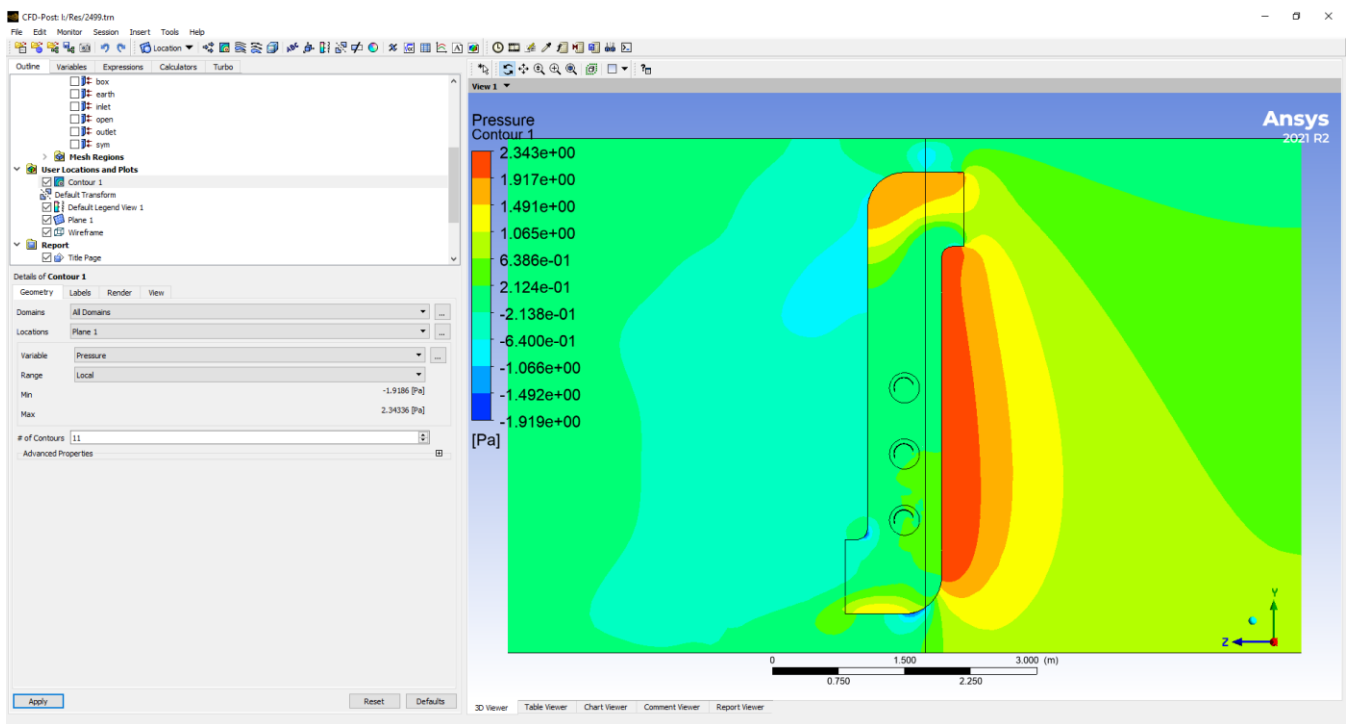 CFD-Post: I:/Res/2499.trn
File Edit Monitor Session Insert Tools Help
Location
Outline Variables Expressions Calculators Turbo
box
earth
inlet
open
outlet
sym
Mesh Regions
User Locations and Plots
Contour 1
Default Transform
Default Legend View 1
Plane 1
Wireframe
Report
Title Page
Details of Contour 1
Geometry Labels Render View
Domains All Domains ...
Locations Plane 1 ...
Variable Pressure ...
Range Local
Min -1.9186 [Pa]
Max 2.34336 [Pa]
# of Contours 11
Advanced Properties
Apply Reset Defaults
View 1
Pressure
Contour 1
2.343e+00
1.917e+00
1.491e+00
1.065e+00
6.386e-01
2.124e-01
-2.138e-01
-6.400e-01
-1.066e+00
-1.492e+00
-1.919e+00
[Pa]
Ansys
2021 R2
Y
Z
0 1.500 3.000 (m)
0.750 2.250
3D Viewer Table Viewer Chart Viewer Comment Viewer Report Viewer